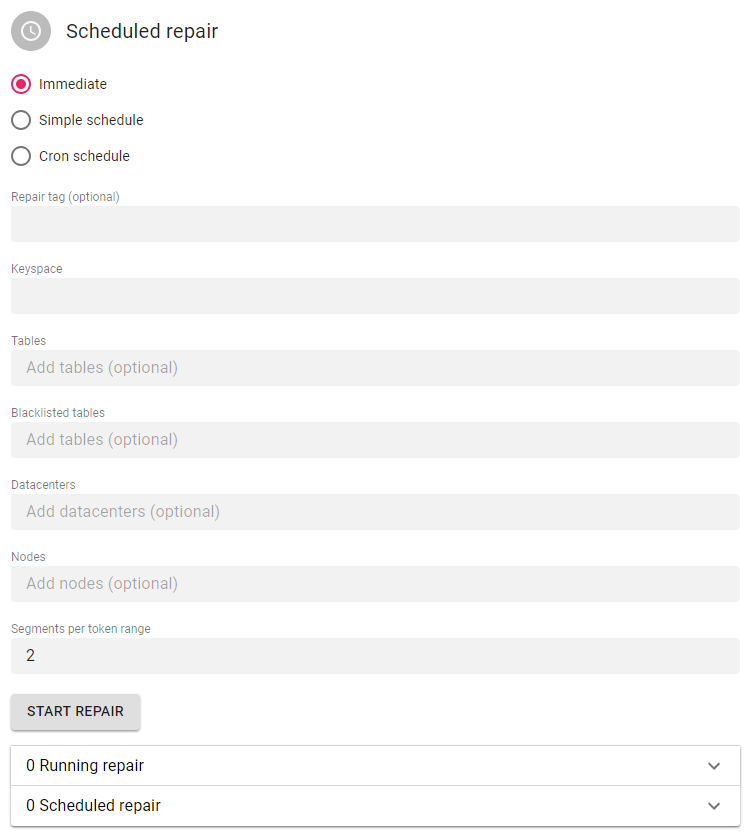 Scheduled repair
Immediate
Simple schedule
Cron schedule
Repair tag (optional)
Keyspace
Tables
Add tables (optional)
Blacklisted tables
Add tables (optional)
Datacenters
Add datacenters (optional)
Nodes
Add nodes (optional)
Segments per token range
2
START REPAIR
0 Running repair
0 Scheduled repair